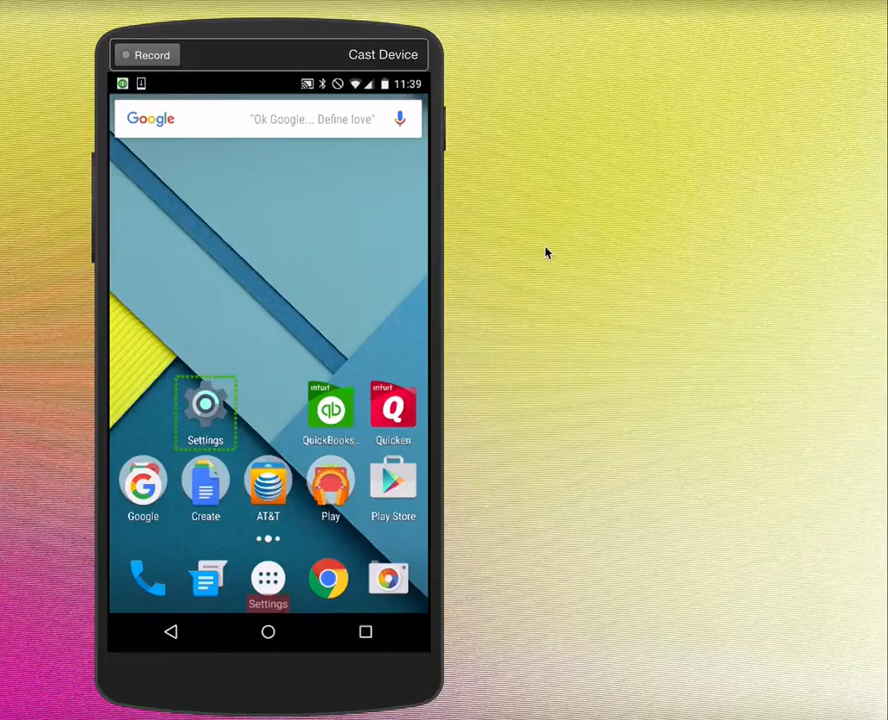 Record
Cast Device
11:39
Google "Ok Google... Define love"
intuit intuit
qb Q
Settings QuickBooks.. Quicken
G
Google Create AT&T Play Play Store
Settings